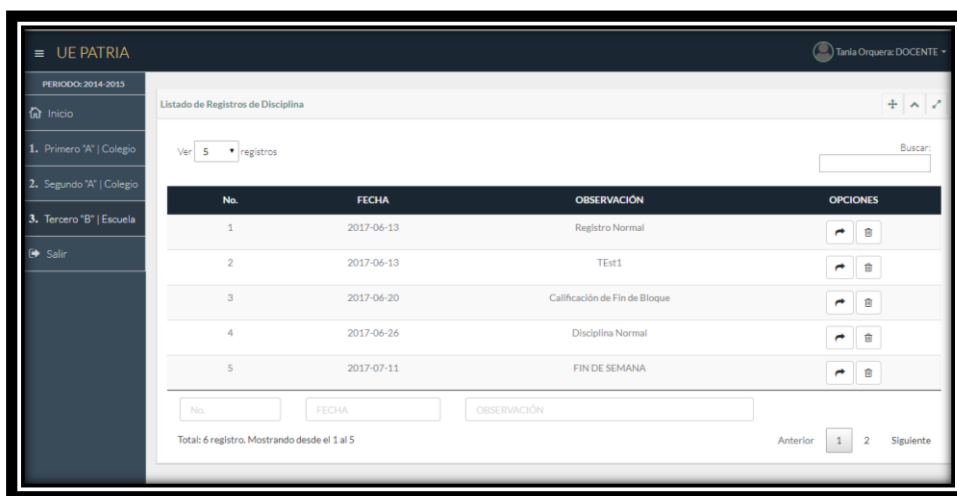 ≡ UE PATRIA
Tania Orquera: DOCENTE
PERIODO: 2014-2015
Inicio
1. Primero "A" | Colegio
2. Segundo "A" | Colegio
3. Tercero "B" | Escuela
Salir
Listado de Registros de Disciplina
Ver 5 registros
Buscar:
No. FECHA OBSERVACIÓN OPCIONES
1 2017-06-13 Registro Normal
2 2017-06-13 TEst1
3 2017-06-20 Calificación de Fin de Bloque
4 2017-06-26 Disciplina Normal
5 2017-07-11 FIN DE SEMANA
No. FECHA OBSERVACIÓN
Total: 6 registro. Mostrando desde el 1 al 5
Anterior 1 2 Siguiente